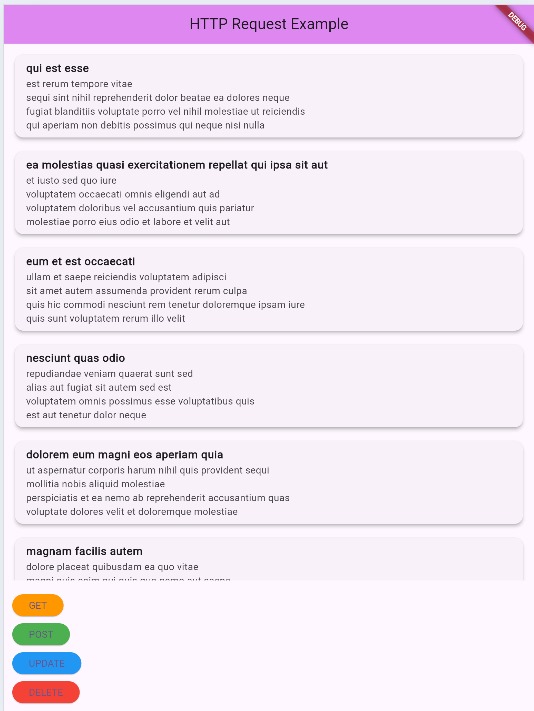 HTTP Request Example
DEBUG
qui est esse
est rerum tempore vitae
sequi sint nihil reprehenderit dolor beatae ea dolores neque
fugiat blanditiis voluptate porro vel nihil molestiae ut reiciendis
qui aperiam non debitis possimus qui neque nisi nulla
ea molestias quasi exercitationem repellat qui ipsa sit aut
et iusto sed quo iure
voluptatem occaecati omnis eligendi aut ad
voluptatem doloribus vel accusantium quis pariatur
molestiae porro eius odio et labore et velit aut
eum et est occaecati
ullam et saepe reiciendis voluptatem adipisci
sit amet autem assumenda provident rerum culpa
quis hic commodi nesciunt rem tenetur doloremque ipsam iure
quis sunt voluptatem rerum illo velit
nesciunt quas odio
repudiandae veniam quaerat sunt sed
alias aut fugiat sit autem sed est
voluptatem omnis possimus esse voluptatibus quis
est aut tenetur dolor neque
dolorem eum magni eos aperiam quia
ut aspernatur corporis harum nihil quis provident sequi
mollitia nobis aliquid molestiae
perspiciatis et ea nemo ab reprehenderit accusantium quas
voluptate dolores velit et doloremque molestiae
magnam facilis autem
dolore placeat quibusdam ea quo vitae
GET
POST
UPDATE
DELETE